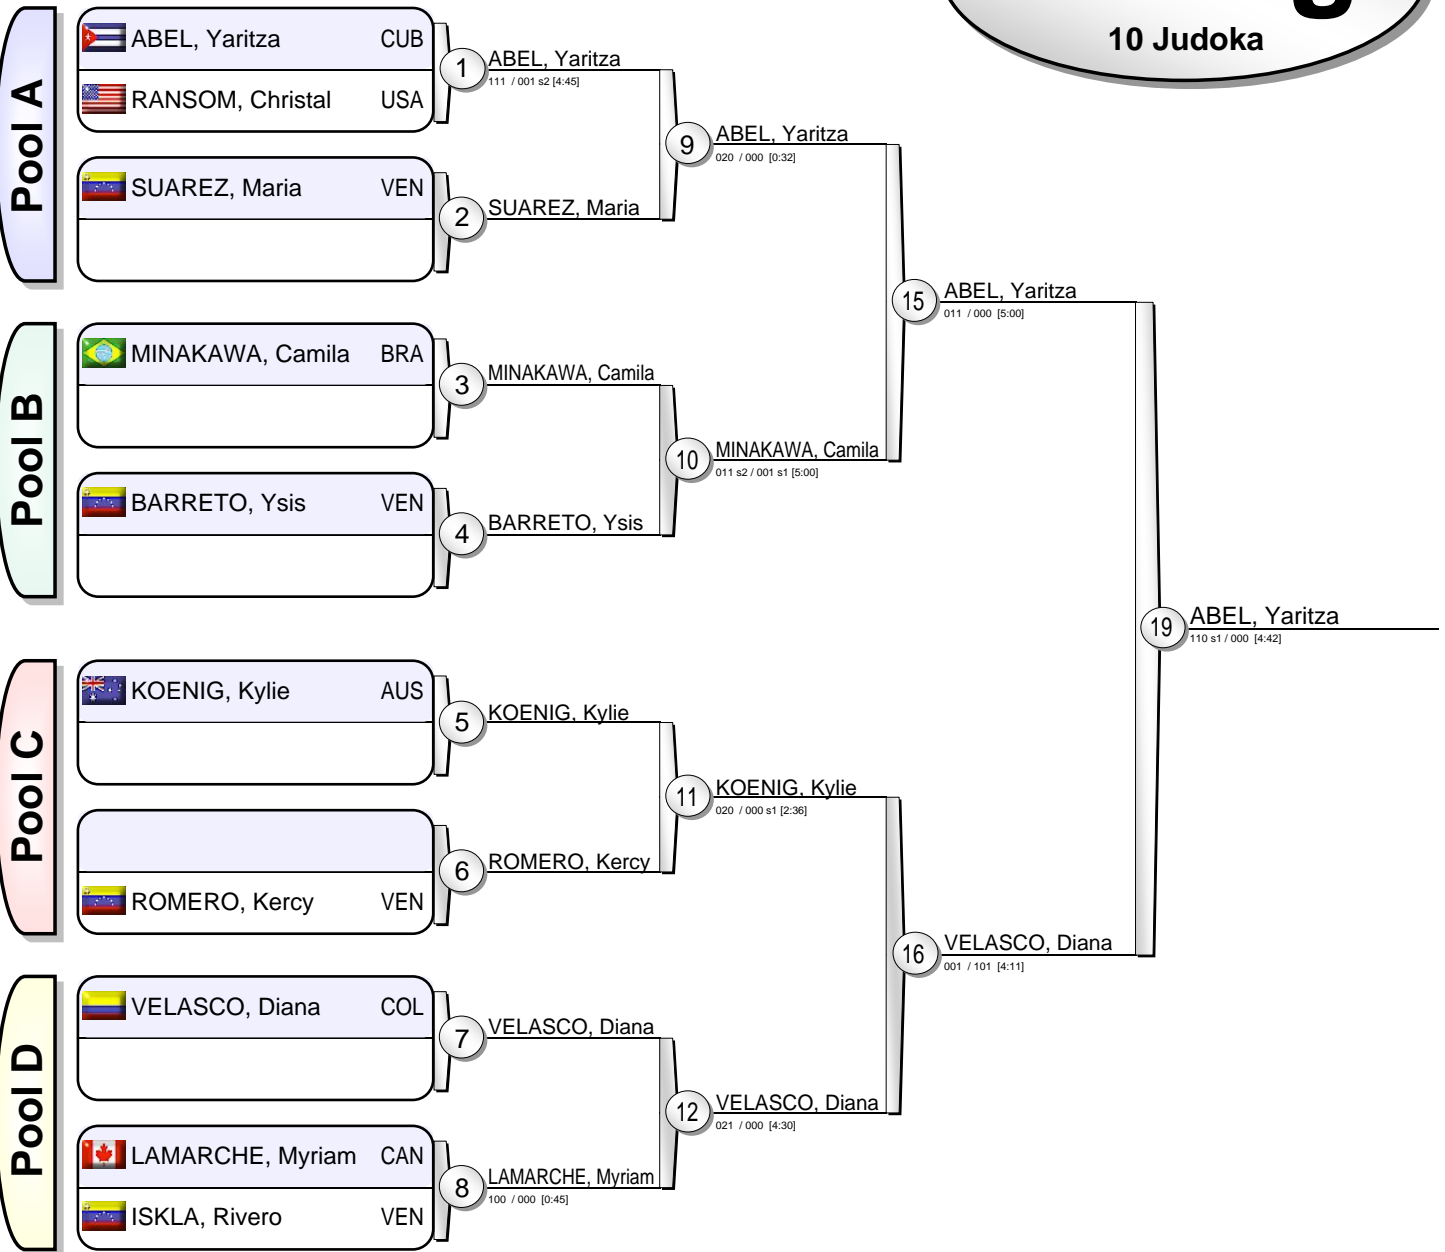 10 Judoka
Pool A
ABEL, Yaritza CUB
RANSOM, Christal USA
SUAREZ, Maria VEN
1
ABEL, Yaritza
111 / 001 s2 [4:45]
2
SUAREZ, Maria
9
ABEL, Yaritza
020 / 000 [0:32]
Pool B
MINAKAWA, Camila BRA
BARRETO, Ysis VEN
3
MINAKAWA, Camila
4
BARRETO, Ysis
10
MINAKAWA, Camila
011 s2 / 001 s1 [5:00]
15
ABEL, Yaritza
011 / 000 [5:00]
Pool C
KOENIG, Kylie AUS
ROMERO, Kercy VEN
5
KOENIG, Kylie
6
ROMERO, Kercy
11
KOENIG, Kylie
020 / 000 s1 [2:36]
Pool D
VELASCO, Diana COL
LAMARCHE, Myriam CAN
ISKLA, Rivero VEN
7
VELASCO, Diana
8
LAMARCHE, Myriam
100 / 000 [0:45]
12
VELASCO, Diana
021 / 000 [4:30]
16
VELASCO, Diana
001 / 101 [4:11]
19
ABEL, Yaritza
110 s1 / 000 [4:42]